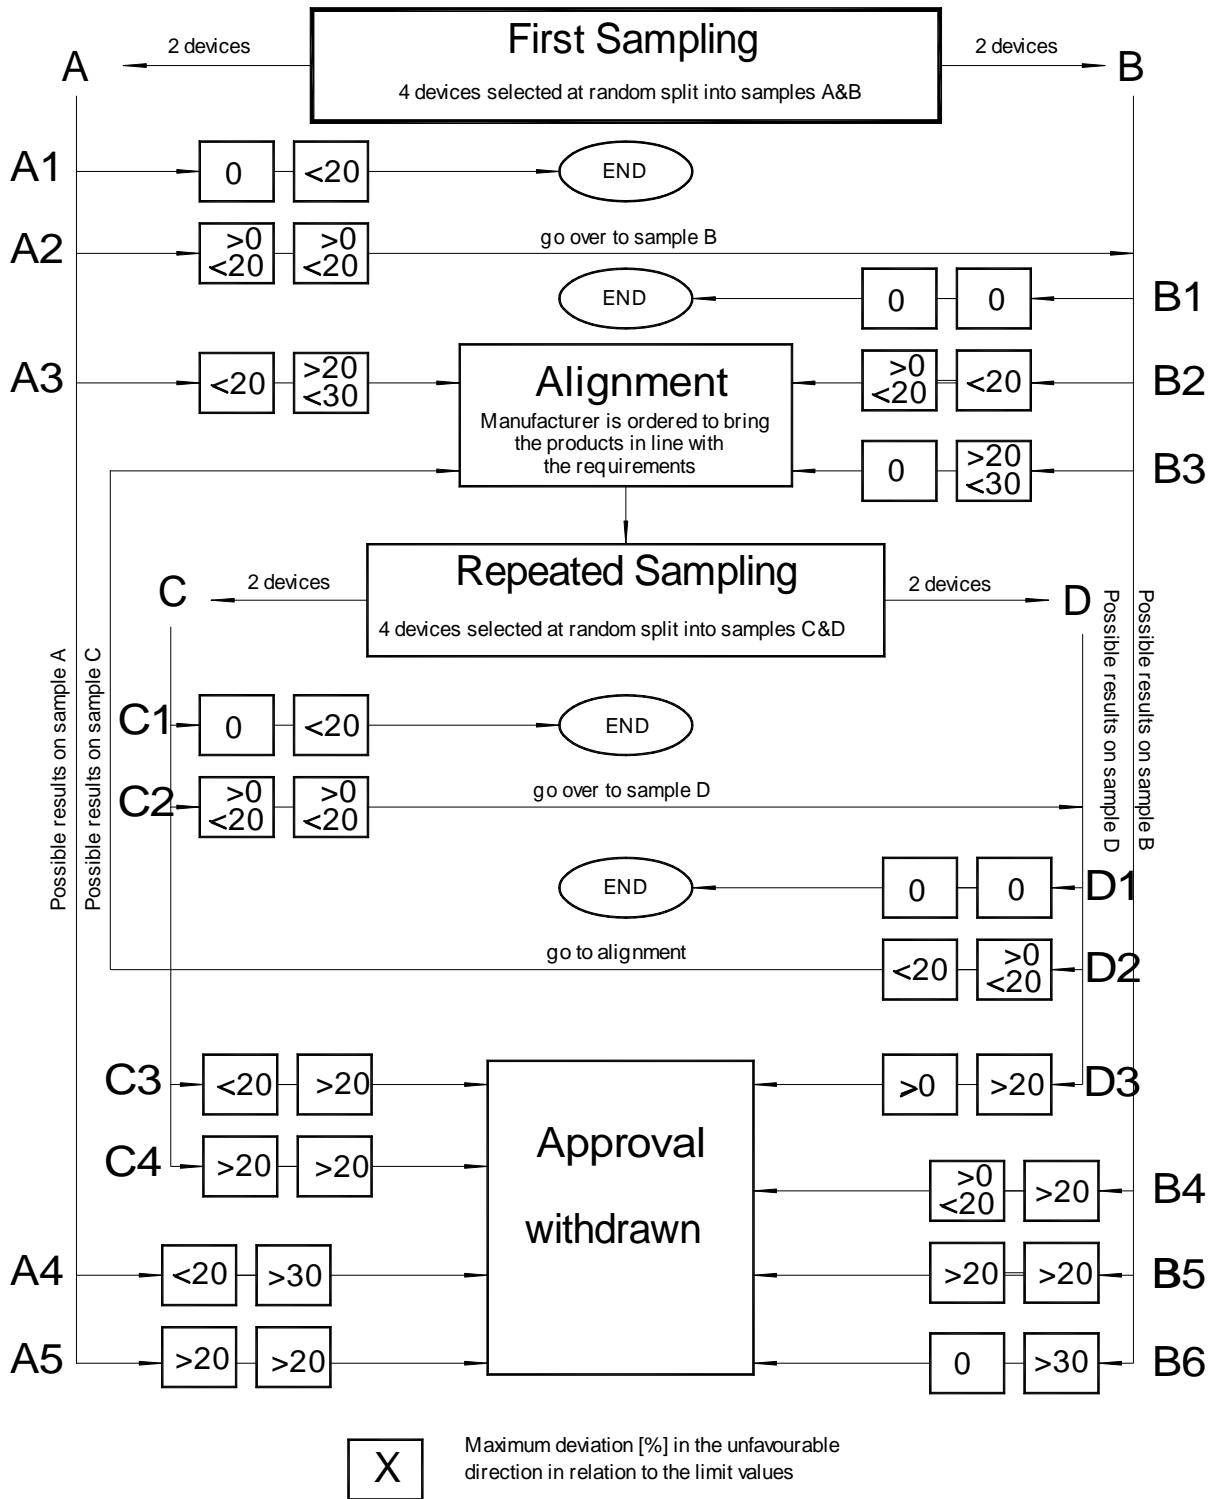 First Sampling
4 devices selected at random split into samples A&B
2 devices
2 devices
A
B
A1
0
<20
END
A2
>0
<20
>0
<20
go over to sample B
END
0
0
B1
A3
<20
>20
<30
Alignment
Manufacturer is ordered to bring
the products in line with
the requirements
>0
<20
<20
B2
0
>20
<30
B3
Repeated Sampling
4 devices selected at random split into samples C&D
2 devices
2 devices
C
D
Possible results on sample A
Possible results on sample C
Possible results on sample D
Possible results on sample B
C1
0
<20
END
C2
>0
<20
>0
<20
go over to sample D
END
0
0
D1
go to alignment
<20
>0
<20
D2
C3
<20
>20
Approval
withdrawn
>0
>20
D3
C4
>20
>20
>0
<20
>20
B4
A4
<20
>30
>20
>20
B5
A5
>20
>20
0
>30
B6
X
Maximum deviation [%] in the unfavourable
direction in relation to the limit values